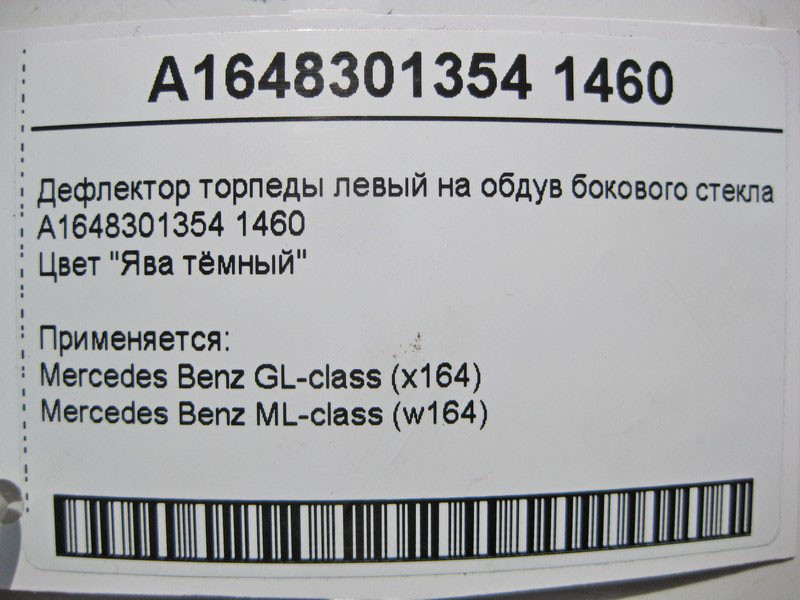 A1648301354 1460
Дефлектор торпеды левый на обдув бокового стекла
A1648301354 1460
Цвет "Ява тёмный"
Применяется:
Mercedes Benz GL-class (x164)
Mercedes Benz ML-class (w164)